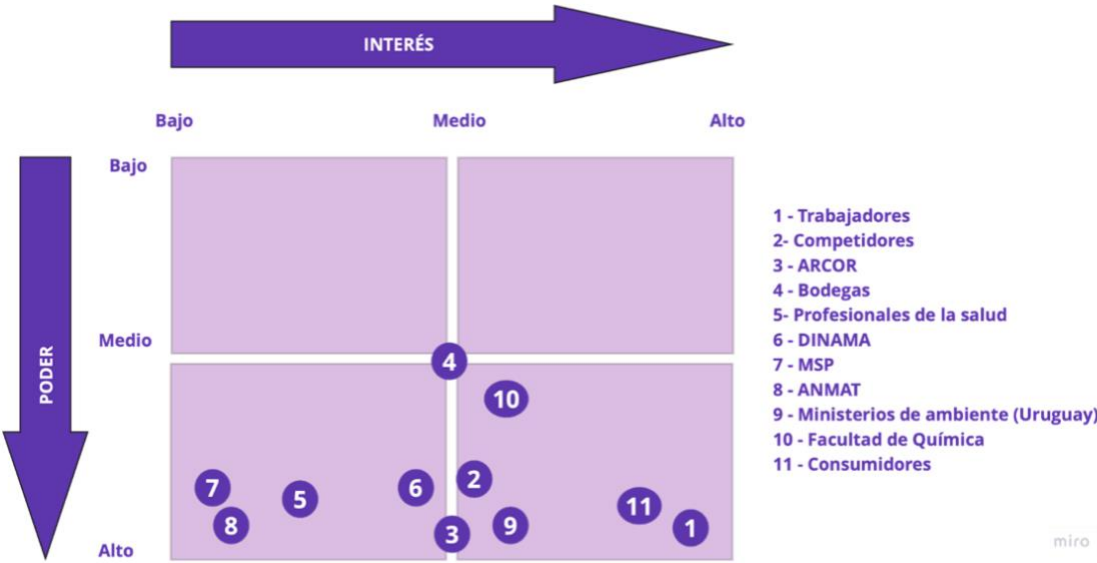 INTERÉS
Bajo
Medio
Alto
Bajo
Medio
PODER
Alto
4
10
7
5
6
2
8
3
9
11
1
1 - Trabajadores
2- Competidores
3 - ARCOR
4 - Bodegas
5- Profesionales de la salud
6 - DINAMA
7 - MSP
8 - ANMAT
9 - Ministerios de ambiente (Uruguay)
10 - Facultad de Química
11 - Consumidores
miro